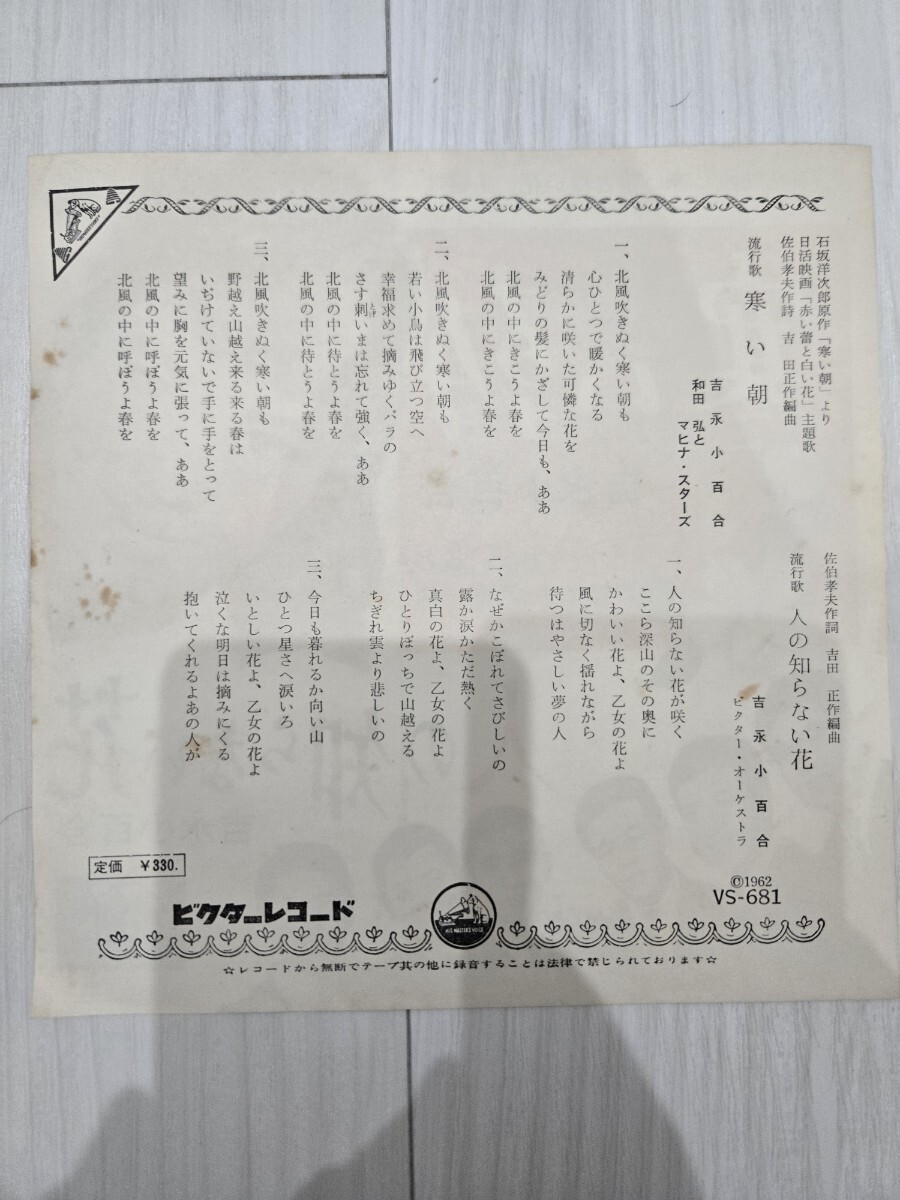 石坂洋次郎原作「寒い朝」より
日活映画「赤い蕾と白い花」主題歌
佐伯孝夫作詩　吉　田正作編曲
流行歌　寒い朝
吉永小百合
和田　弘と
マヒナ・スターズ
一、北風吹きぬく寒い朝も
心ひとつで暖かくなる
清らかに咲いた可憐な花を
みどりの髪にかざして今日も、ああ
北風の中にきこうよ春を
北風の中にきこうよ春を
二、北風吹きぬく寒い朝も
若い小鳥は飛び立つ空へ
幸福求めて摘みゆくバラの
さす刺いまは忘れて強く、ああ
とげ
北風の中に待とうよ春を
北風の中に待とうよ春を
三、北風吹きぬく寒い朝も
野越え山越え来る来る春は
いぢけていないで手に手をとって
望みに胸を元気に張って、ああ
北風の中に呼ぼうよ春を
北風の中に呼ぼうよ春を
佐伯孝夫作詞　吉田　正作編曲
流行歌　人の知らない花
吉永小百合
ビクター・オーケストラ
一、人の知らない花が咲く
ここら深山のその奥に
かわいい花よ、乙女の花よ
風に切なく揺れながら
待つはやさしい夢の人
二、なぜかこぼれてさびしいの
露か涙かただ熱く
真白の花よ、乙女の花よ
ひとりぼっちで山越える
ちぎれ雲より悲しいの
三、今日も暮れるか向い山
ひとつ星さへ涙いろ
いとしい花よ、乙女の花よ
泣くな明日は摘みにくる
抱いてくれるよあの人が
定価　￥330.
©1962
VS-681
ビクターレコード
HIS MASTER'S VOICE
☆レコードから無断でテープ其の他に録音することは法律で禁じられております☆